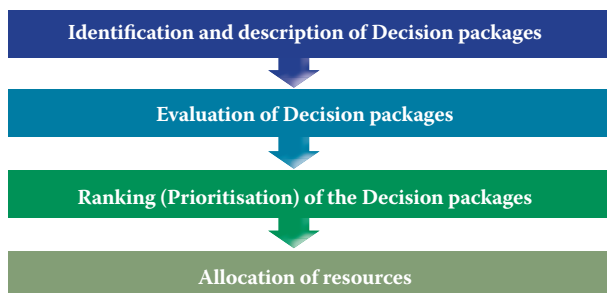 Identification and description of Decision packages
Evaluation of Decision packages
Ranking (Prioritisation) of the Decision packages
Allocation of resources